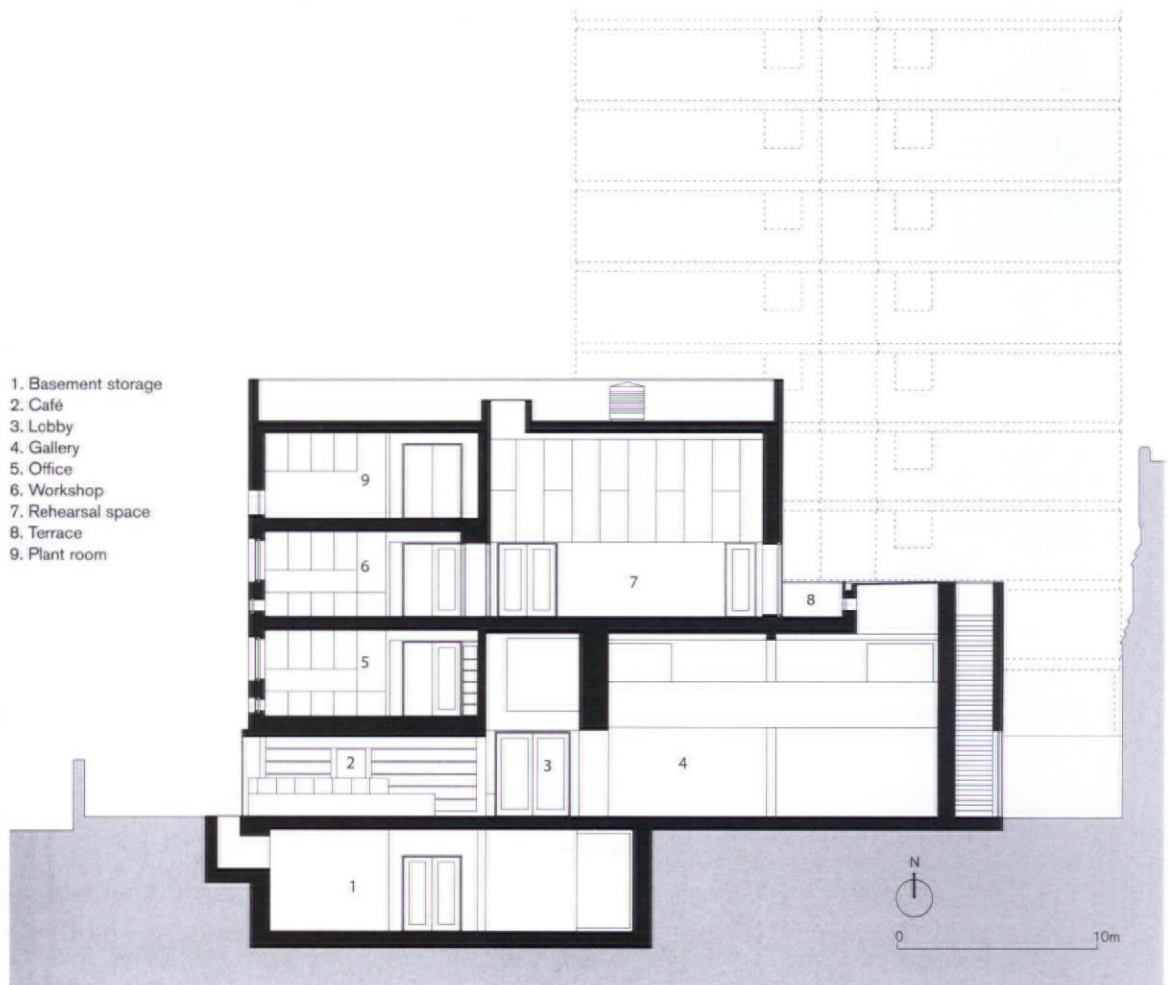 1. Basement storage
2. Café
3. Lobby
4. Gallery
5. Office
6. Workshop
7. Rehearsal space
8. Terrace
9. Plant room
9
6
7
8
5
2
3
4
1
N
0 10m